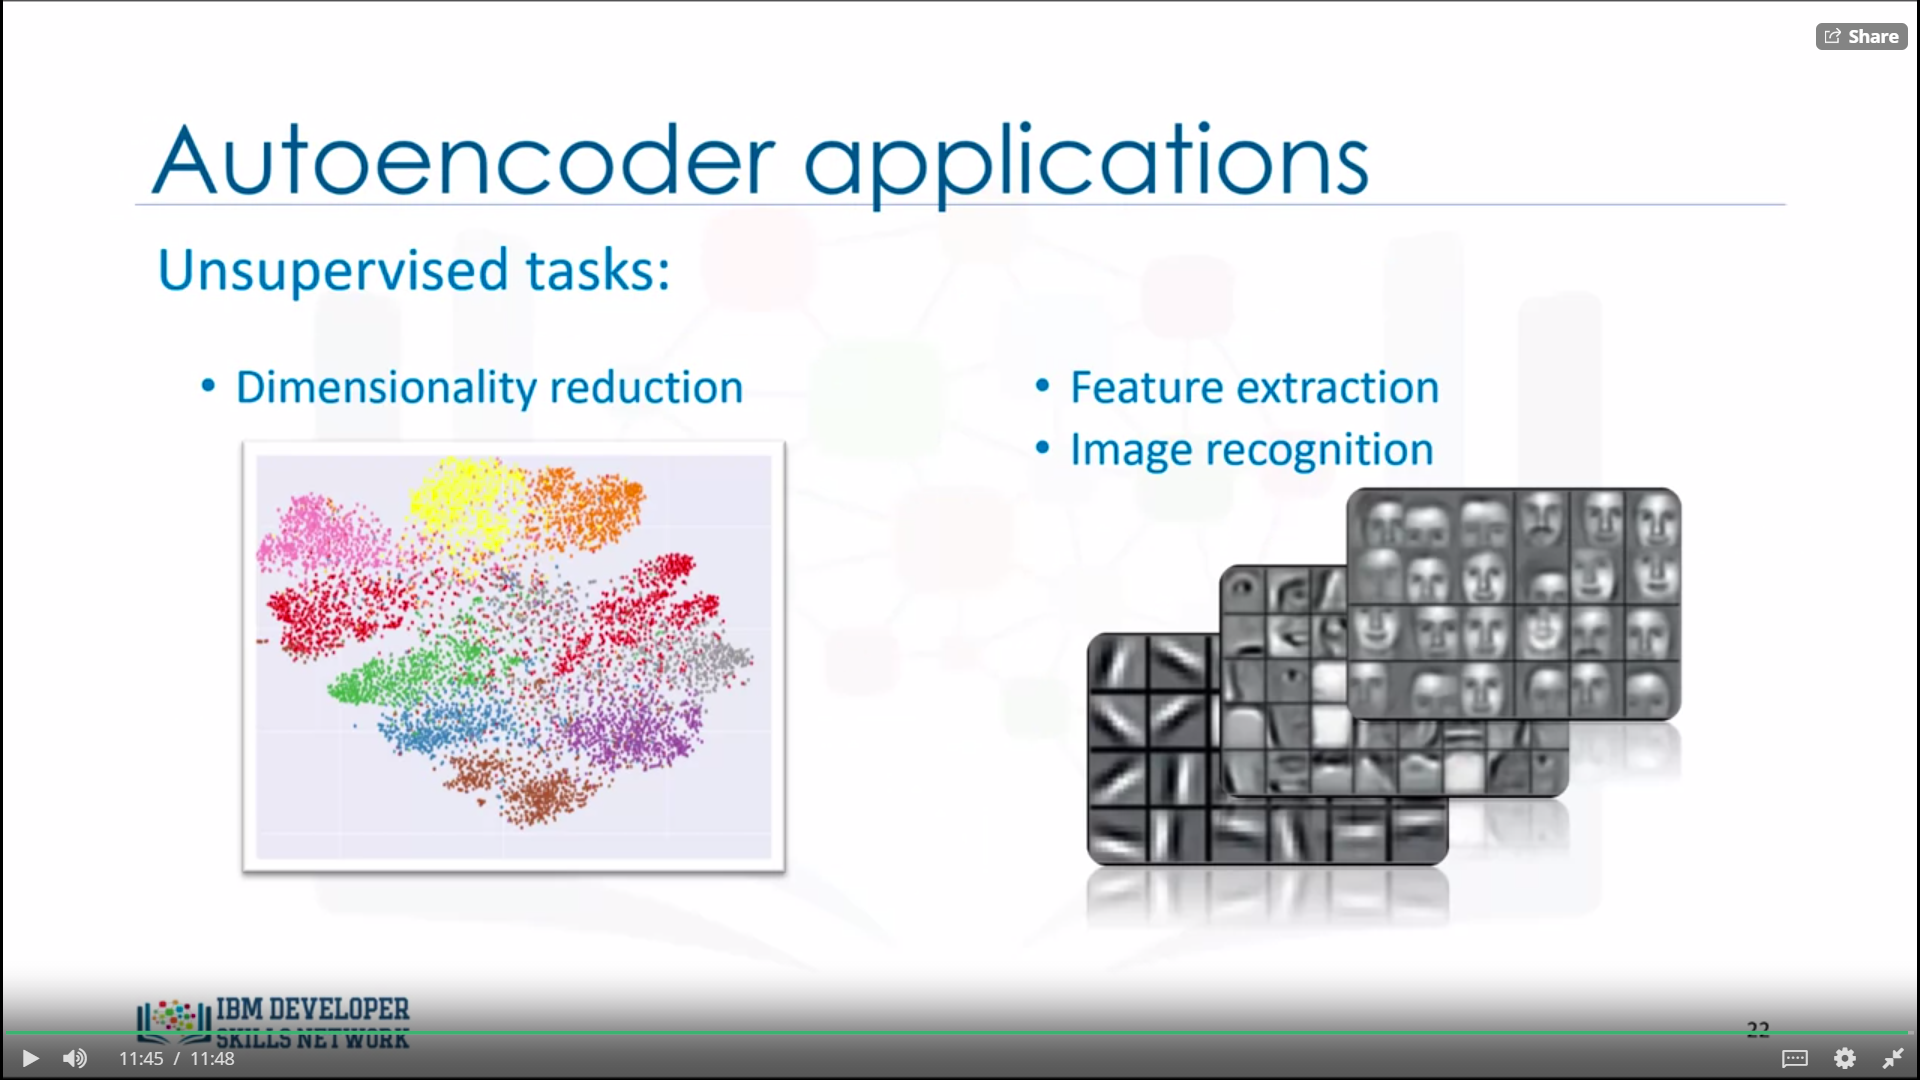 Share
Autoencoder applications
Unsupervised tasks:
• Dimensionality reduction
• Feature extraction
• Image recognition
IBM DEVELOPER
SKILLS NETWORK
22
11:45 / 11:48